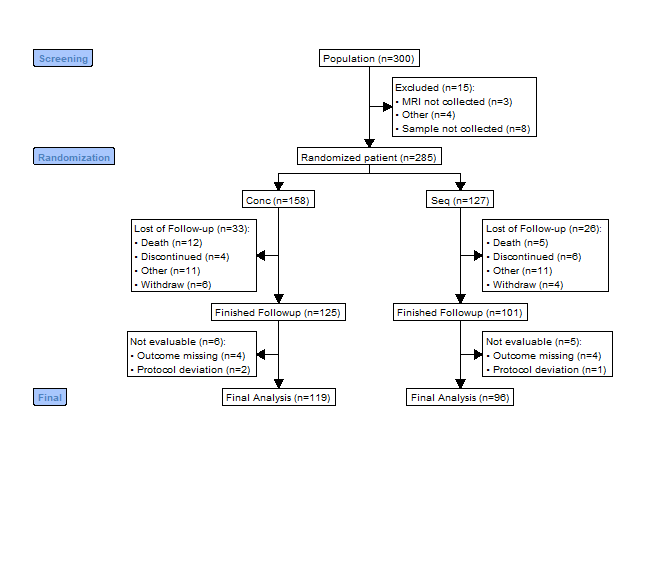 Screening
Population (n=300)
Excluded (n=15):
• MRI not collected (n=3)
• Other (n=4)
• Sample not collected (n=8)
Randomization
Randomized patient (n=285)
Conc (n=158)
Seq (n=127)
Lost of Follow-up (n=33):
• Death (n=12)
• Discontinued (n=4)
• Other (n=11)
• Withdraw (n=6)
Lost of Follow-up (n=26):
• Death (n=5)
• Discontinued (n=6)
• Other (n=11)
• Withdraw (n=4)
Finished Followup (n=125)
Finished Followup (n=101)
Not evaluable (n=6):
• Outcome missing (n=4)
• Protocol deviation (n=2)
Not evaluable (n=5):
• Outcome missing (n=4)
• Protocol deviation (n=1)
Final
Final Analysis (n=119)
Final Analysis (n=96)